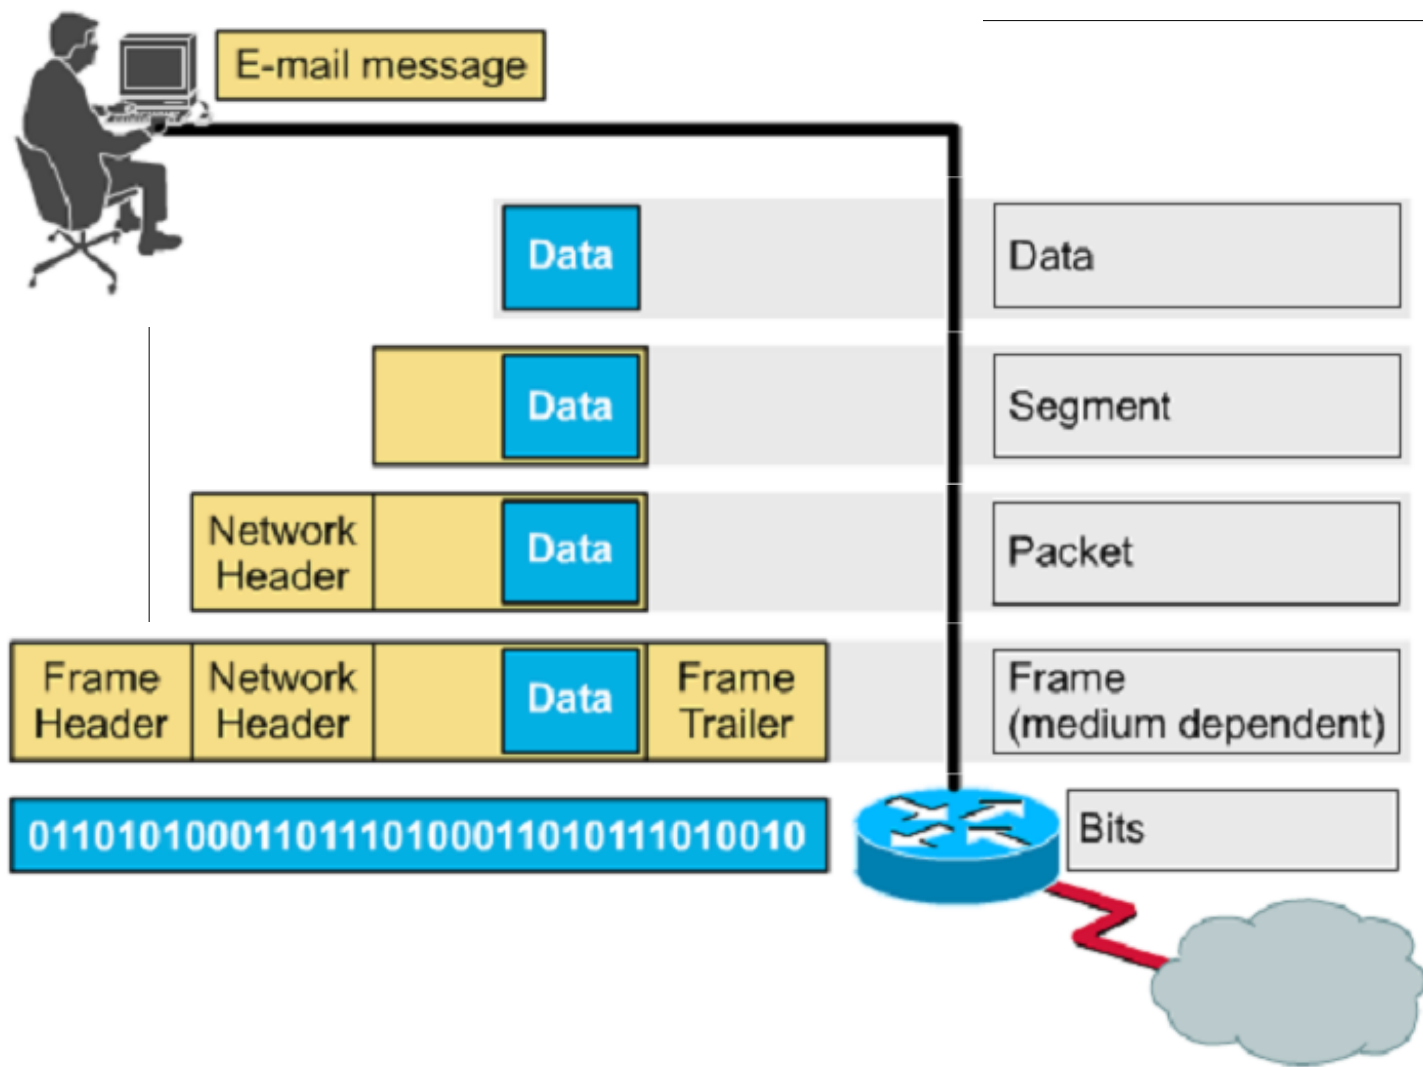 E-mail message
Data
Data
Data
Segment
Network
Header
Data
Packet
Frame
Header
Network
Header
Data
Frame
Trailer
Frame
(medium dependent)
0110101000110111010001101011101001​0
Bits